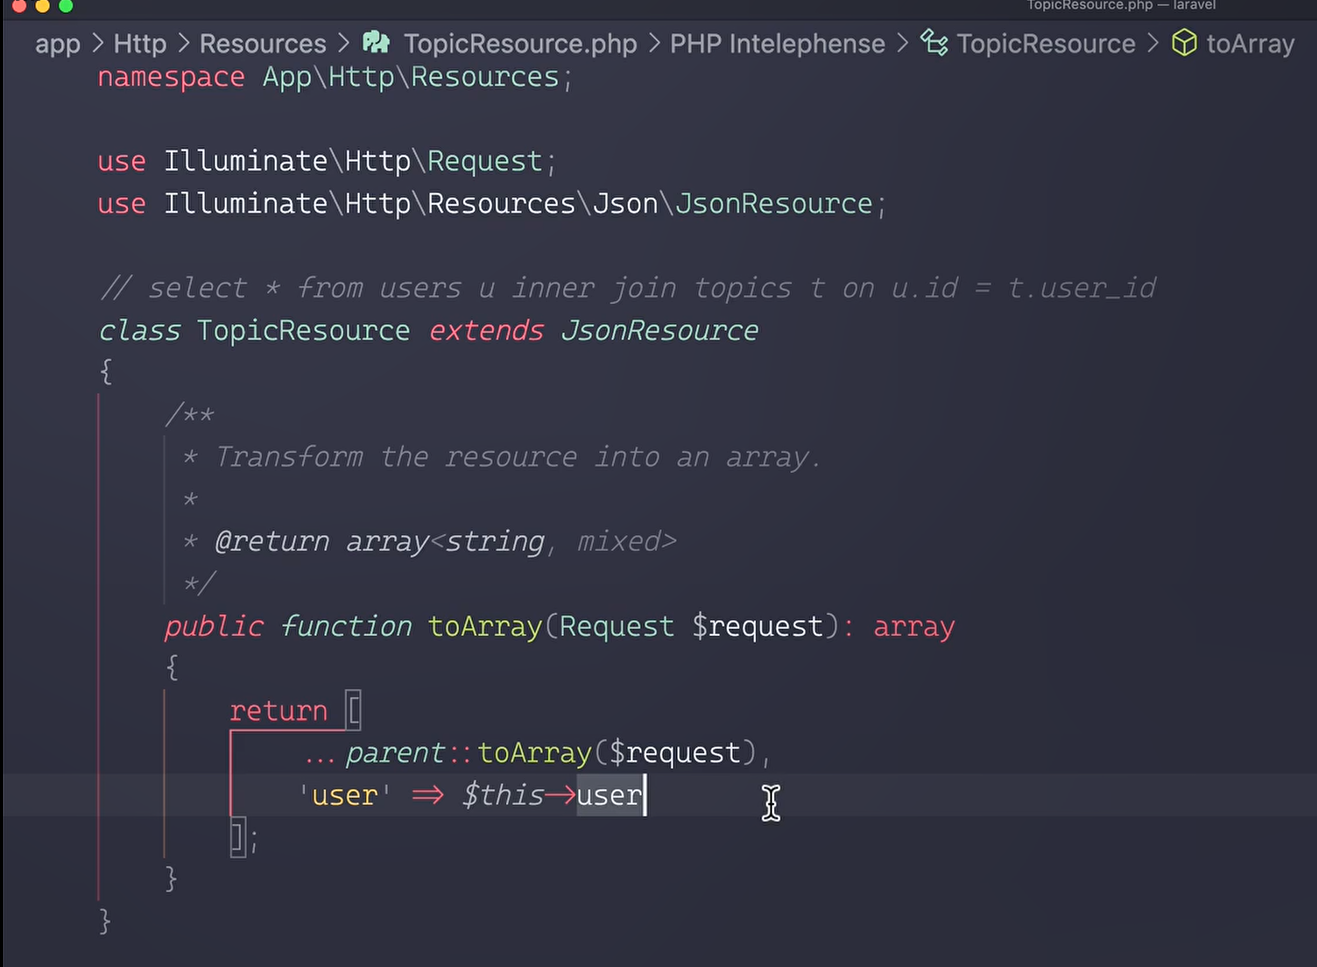 TopicResource.php — laravel
app > Http > Resources > TopicResource.php > PHP Intelephense > TopicResource > toArray
namespace App\Http\Resources;
use Illuminate\Http\Request;
use Illuminate\Http\Resources\Json\JsonResource;
// select * from users u inner join topics t on u.id = t.user_id
class TopicResource extends JsonResource
{
/**
* Transform the resource into an array.
*
* @return array<string, mixed>
*/
public function toArray(Request $request): array
{
return [
...parent::toArray($request),
'user' => $this->user
];
}
}